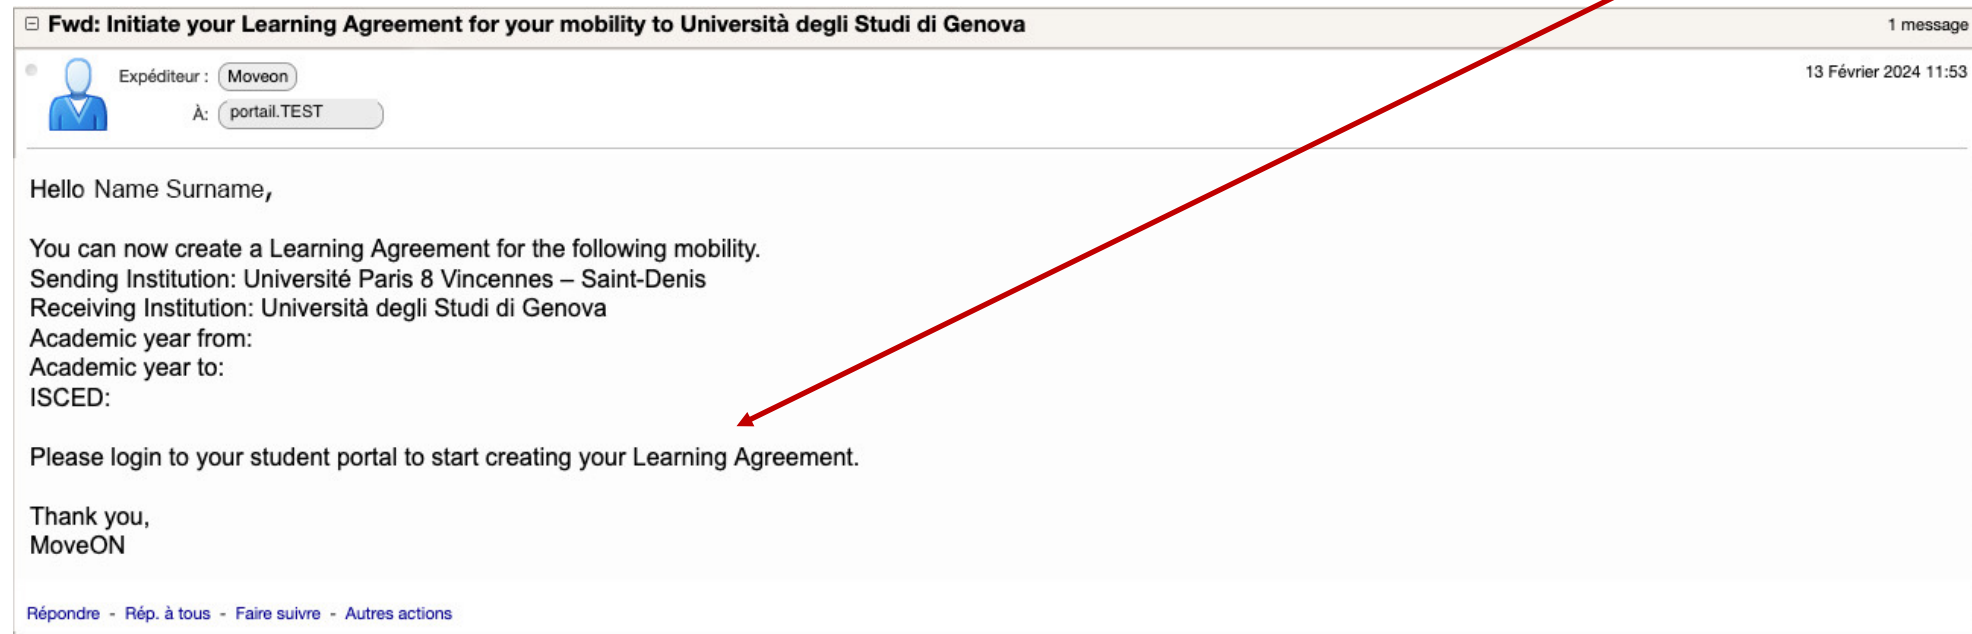 Fwd: Initiate your Learning Agreement for your mobility to Università degli Studi di Genova 1 message
Expéditeur : Moveon 13 Février 2024 11:53
À: portail.TEST
Hello Name Surname,
You can now create a Learning Agreement for the following mobility.
Sending Institution: Université Paris 8 Vincennes – Saint-Denis
Receiving Institution: Università degli Studi di Genova
Academic year from:
Academic year to:
ISCED:
Please login to your student portal to start creating your Learning Agreement.
Thank you,
MoveON
Répondre - Rép. à tous - Faire suivre - Autres actions